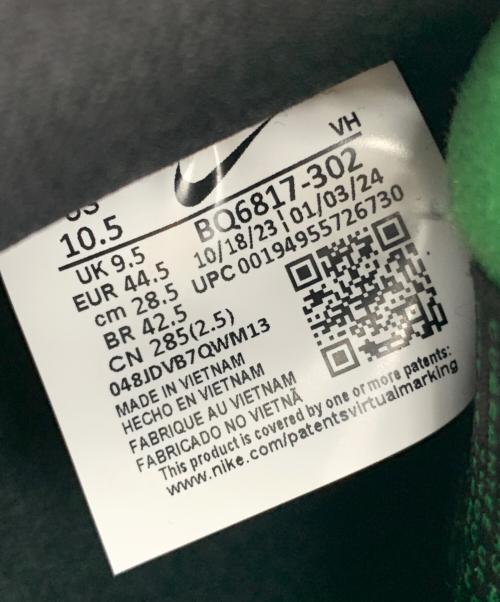 VH
US
10.5
BQ6817-302
UK 9.5
10/18/23 | 01/03/24
EUR 44.5
UPC 00194955726730
cm 28.5
BR 42.5
CN 285(2.5)
048JDVB7QWM13
MADE IN VIETNAM
HECHO EN VIETNAM
FABRIQUE AU VIETNAM
FABRICADO NO VIETNÃ
This product is covered by one or more patents:
www.nike.com/patentsvirtualmarking